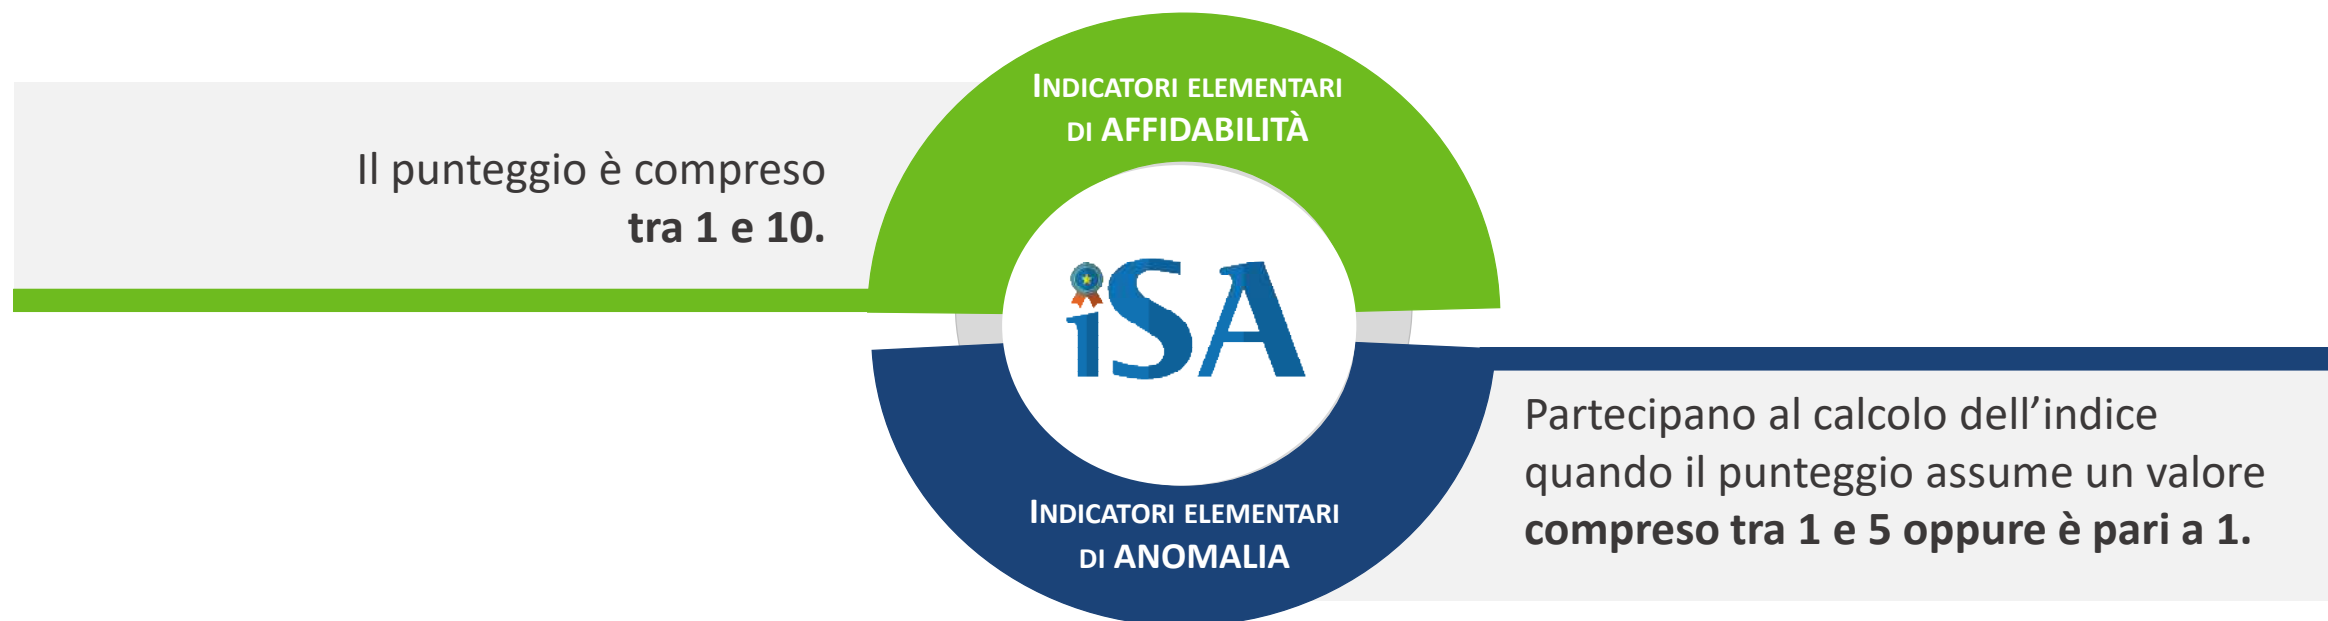 INDICATORI ELEMENTARI
DI AFFIDABILITÀ
Il punteggio è compreso
tra 1 e 10.
iSA
Partecipano al calcolo dell’indice
quando il punteggio assume un valore
compreso tra 1 e 5 oppure è pari a 1.
INDICATORI ELEMENTARI
DI ANOMALIA